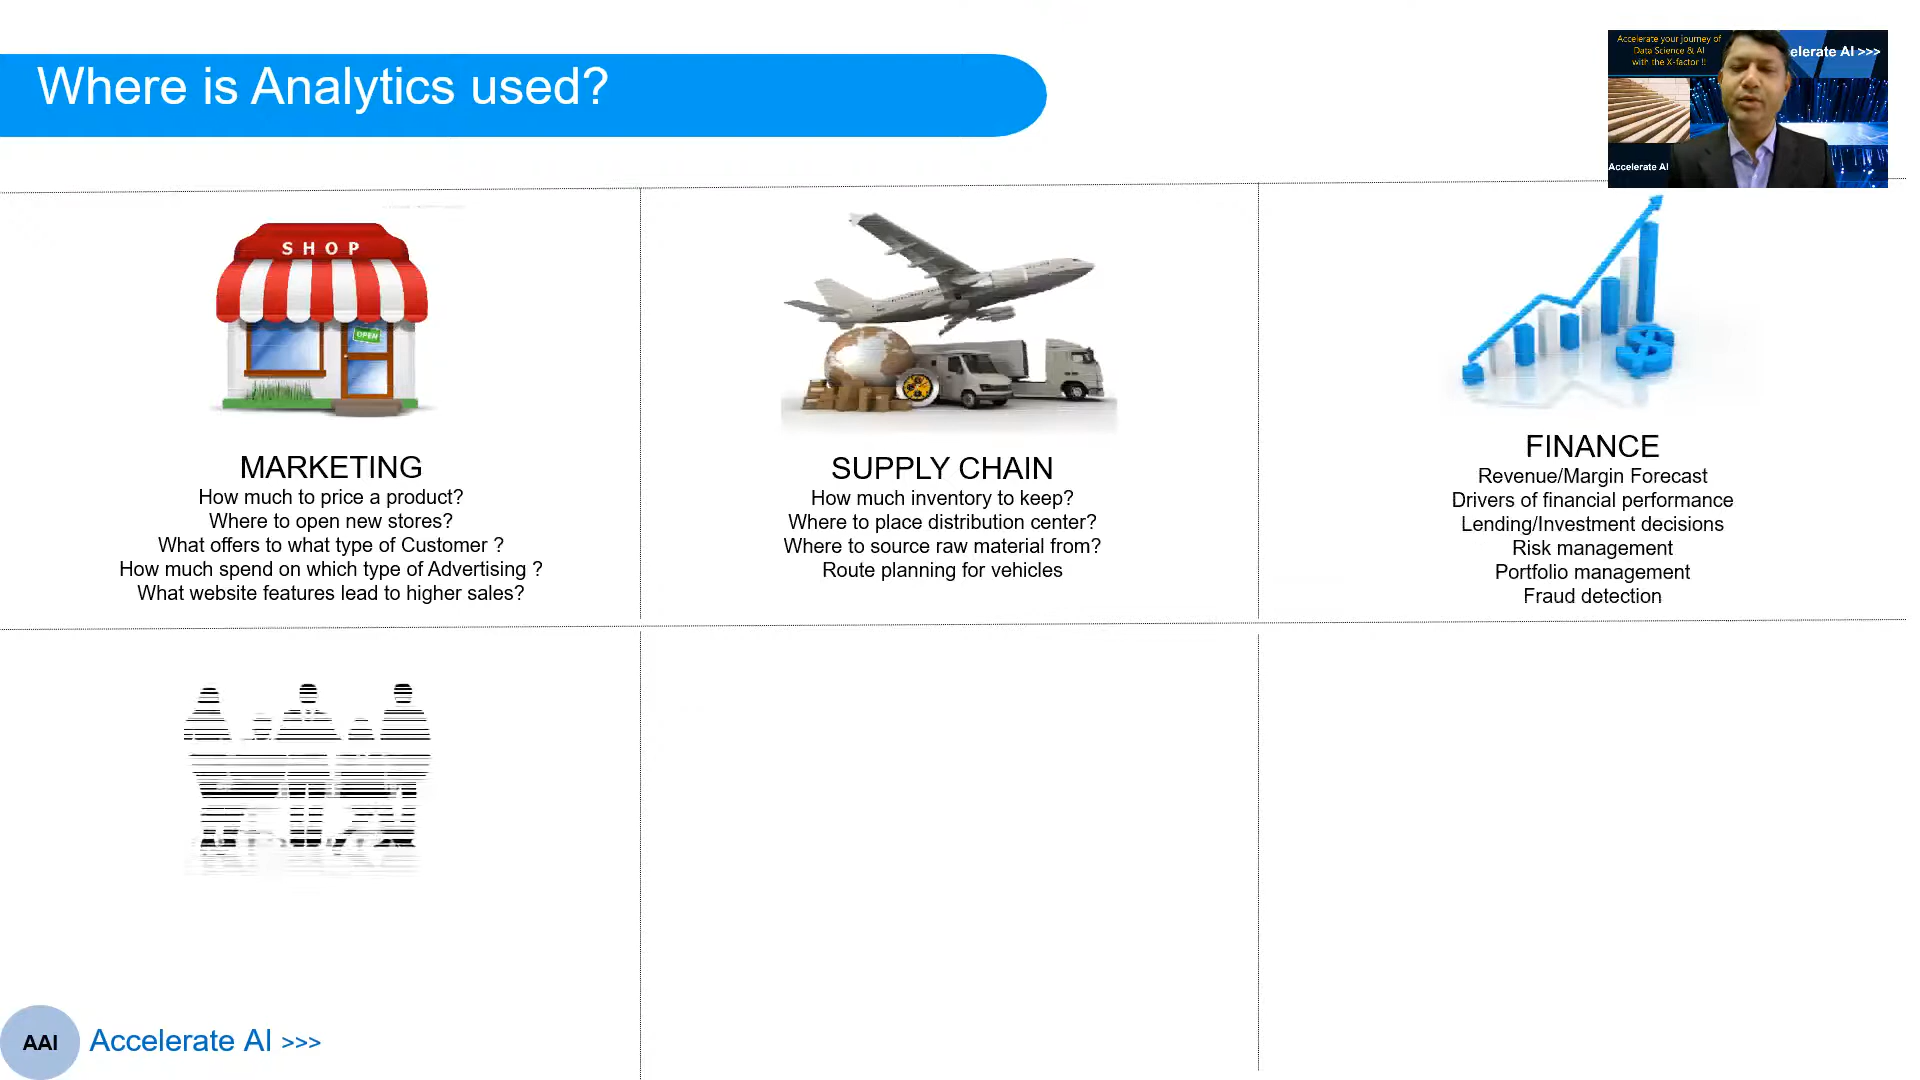 Where is Analytics used?
Accelerate your journey of
Data Science & AI
with the X-factor !!
elerate AI >>>
Accelerate AI
SHOP
OPEN
MARKETING
How much to price a product?
Where to open new stores?
What offers to what type of Customer ?
How much spend on which type of Advertising ?
What website features lead to higher sales?
SUPPLY CHAIN
How much inventory to keep?
Where to place distribution center?
Where to source raw material from?
Route planning for vehicles
FINANCE
Revenue/Margin Forecast
Drivers of financial performance
Lending/Investment decisions
Risk management
Portfolio management
Fraud detection
AAI
Accelerate AI >>>